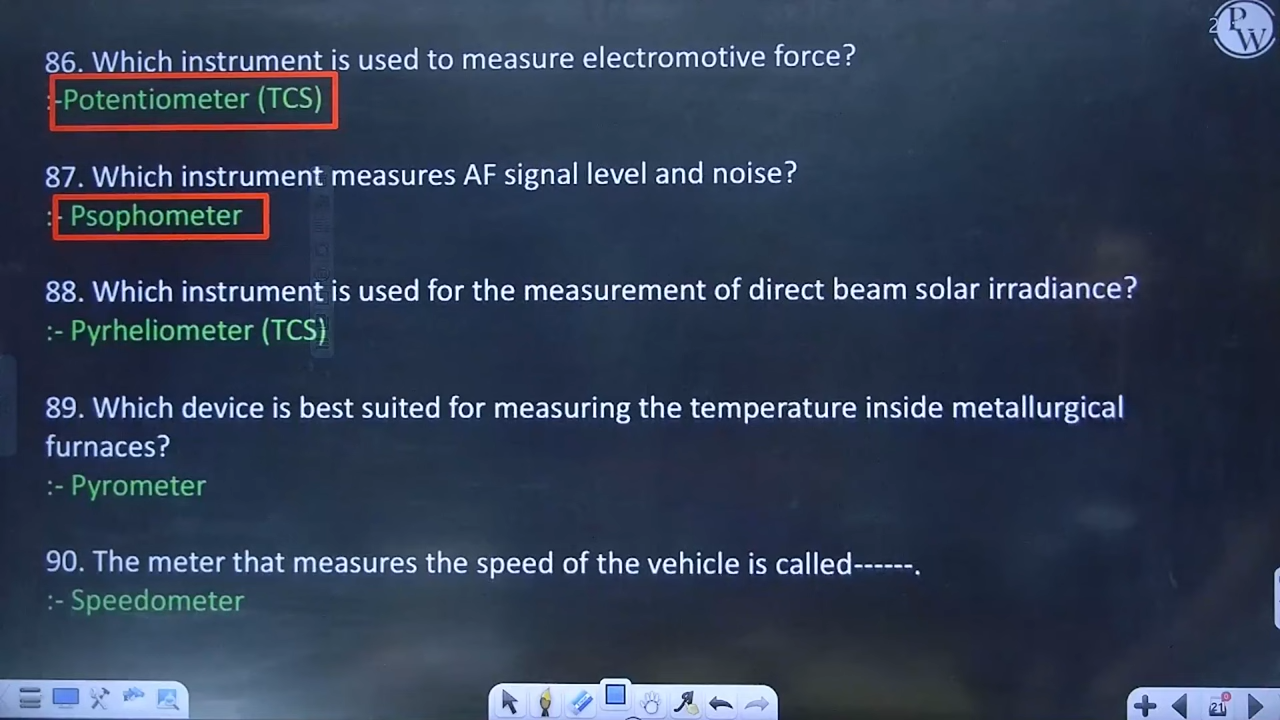 PW
86. Which instrument is used to measure electromotive force?
:-Potentiometer (TCS)
87. Which instrument measures AF signal level and noise?
:- Psophometer
88. Which instrument is used for the measurement of direct beam solar irradiance?
:- Pyrheliometer (TCS)
89. Which device is best suited for measuring the temperature inside metallurgical
furnaces?
:- Pyrometer
90. The meter that measures the speed of the vehicle is called------.
:- Speedometer
21